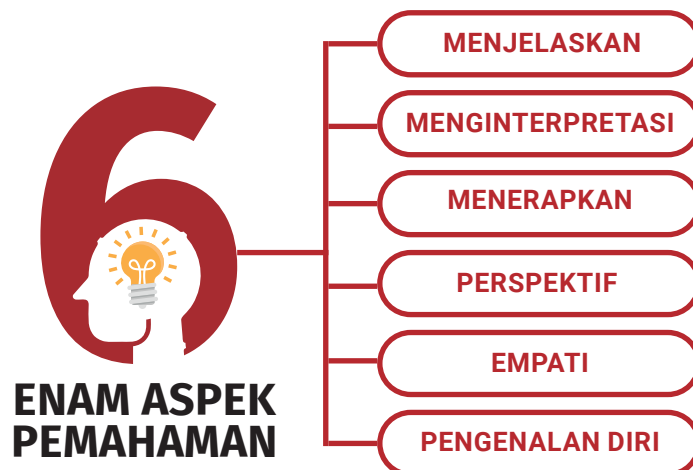 6
ENAM ASPEK
PEMAHAMAN
MENJELASKAN
MENGINTERPRETASI
MENERAPKAN
PERSPEKTIF
EMPATI
PENGENALAN DIRI